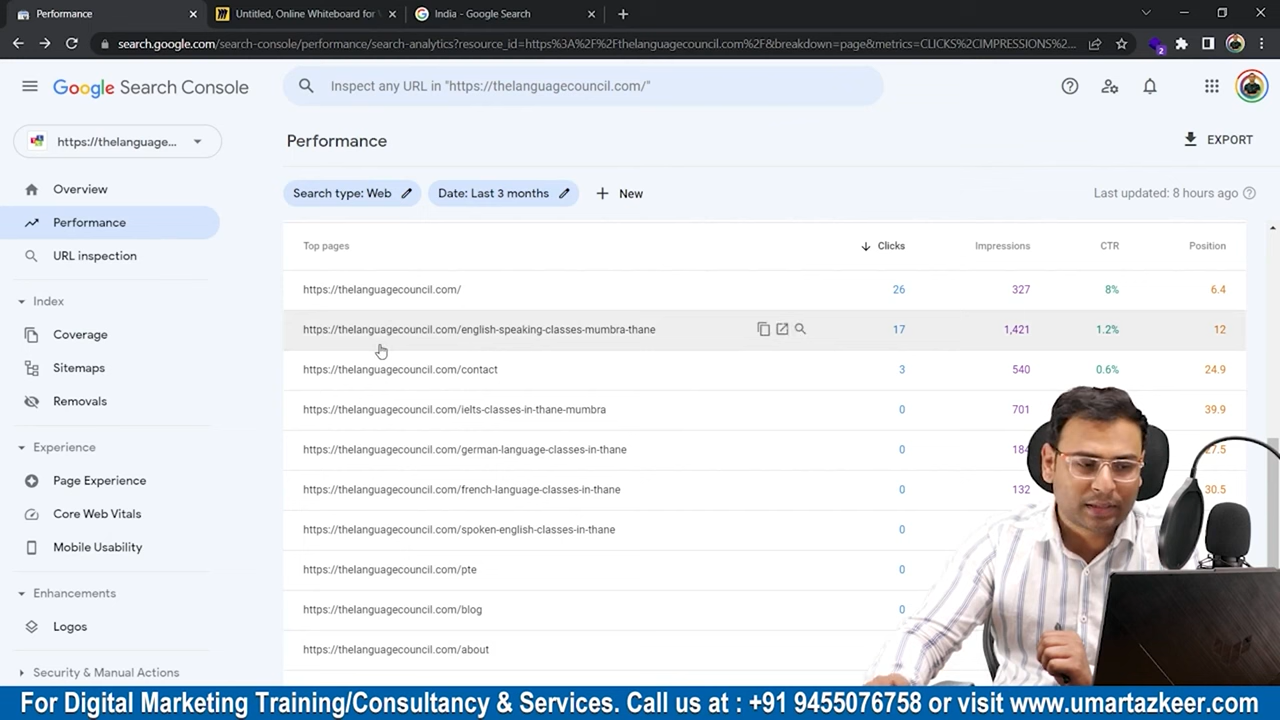 Performance
Untitled, Online Whiteboard for
India - Google Search
search.google.com/search-console/performance/search-analytics?resource_id=https%3A%2F%2Fthelanguagecouncil.com%2F&breakdown=page&metrics=CLICKS%2CIMPRESSIONS%2C...
2
Google Search Console
Inspect any URL in "https://thelanguagecouncil.com/"
https://thelanguage...
Performance
EXPORT
Search type: Web
Date: Last 3 months
New
Last updated: 8 hours ago
Overview
Performance
URL inspection
Index
Coverage
Sitemaps
Removals
Experience
Page Experience
Core Web Vitals
Mobile Usability
Enhancements
Logos
Security & Manual Actions
Top pages Clicks Impressions CTR Position
https://thelanguagecouncil.com/ 26 327 8% 6.4
https://thelanguagecouncil.com/english-speaking-classes-mumbra-thane 17 1,421 1.2% 12
https://thelanguagecouncil.com/contact 3 540 0.6% 24.9
https://thelanguagecouncil.com/ielts-classes-in-thane-mumbra 0 701 39.9
https://thelanguagecouncil.com/german-language-classes-in-thane 0
https://thelanguagecouncil.com/french-language-classes-in-thane 0 132 30.5
https://thelanguagecouncil.com/spoken-english-classes-in-thane 0
https://thelanguagecouncil.com/pte 0
https://thelanguagecouncil.com/blog 0
https://thelanguagecouncil.com/about
For Digital Marketing Training/Consultancy & Services. Call us at : +91 9455076758 or visit www.umartazkeer.com